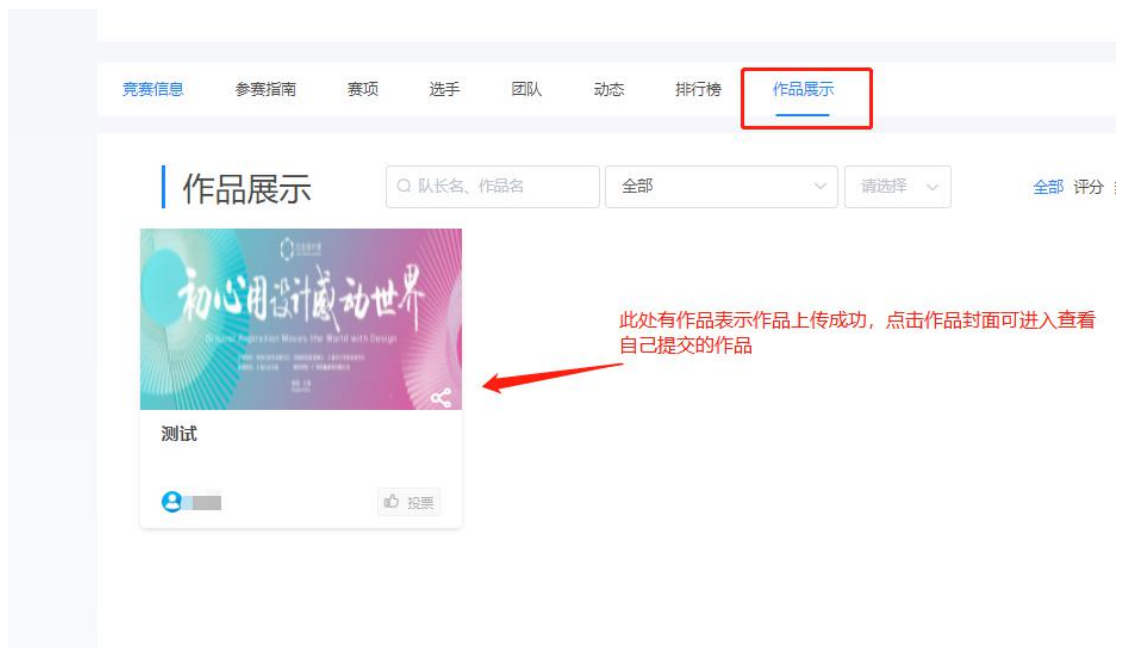 竞赛信息 参赛指南 赛项 选手 团队 动态 排行榜 作品展示
作品展示 队长名、作品名 全部 请选择 全部 评分
初心用设计感动世界
Original Aspiration Moves the World with Design
此处有作品表示作品上传成功，点击作品封面可进入查看
自己提交的作品
测试
投票